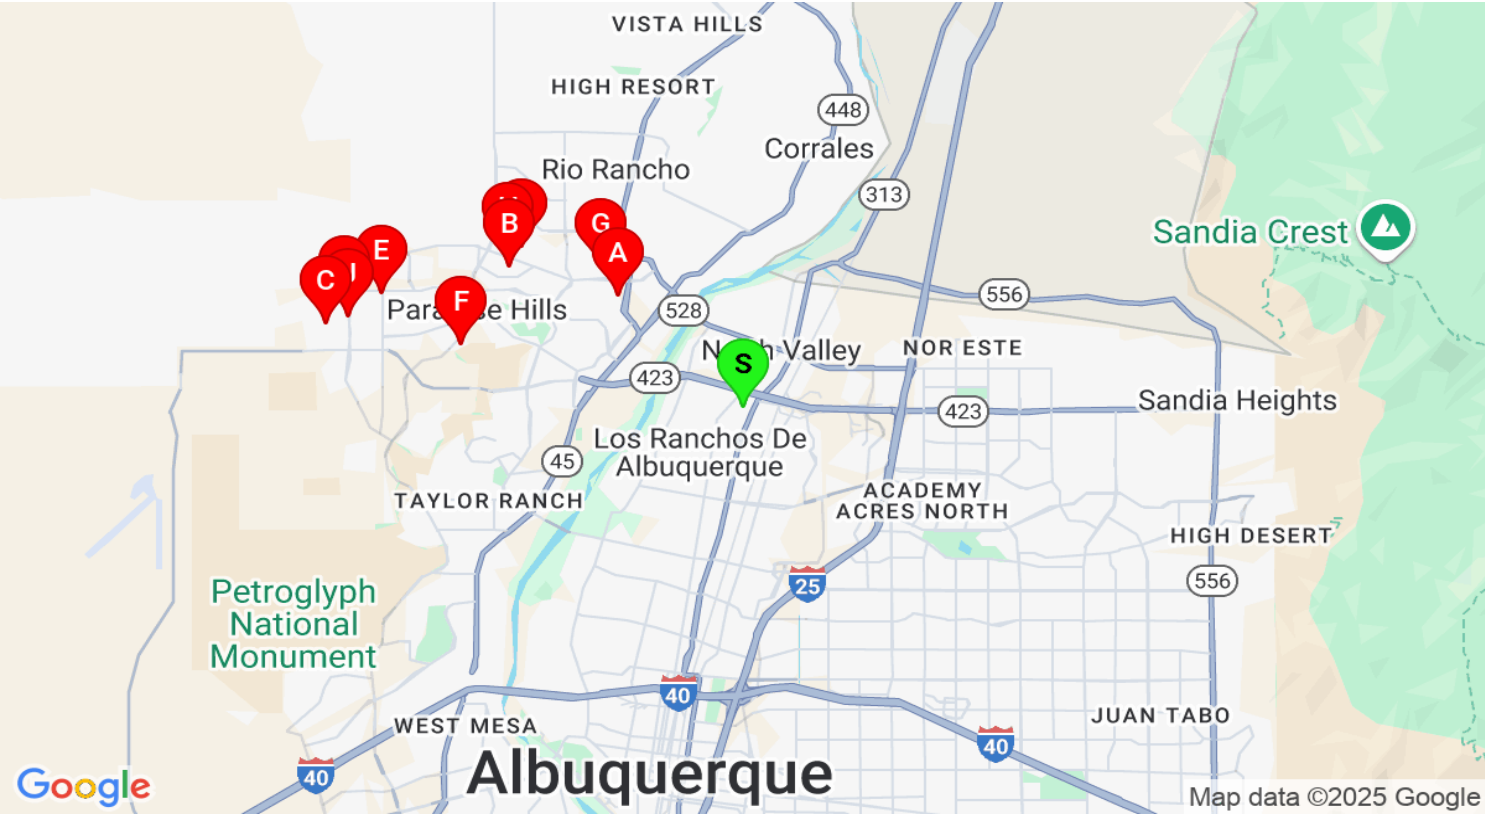 VISTA HILLS
HIGH RESORT
448
Corrales
Rio Rancho
313
G
B
Sandia Crest
E
A
C
J
556
F
Paradise Hills
528
North Valley
NOR ESTE
S
423
Sandia Heights
423
Los Ranchos De
Albuquerque
45
TAYLOR RANCH
ACADEMY
ACRES NORTH
HIGH DESERT
556
25
Petroglyph
National
Monument
40
WEST MESA
JUAN TABO
40
40
Albuquerque
Google
Map data ©2025 Google